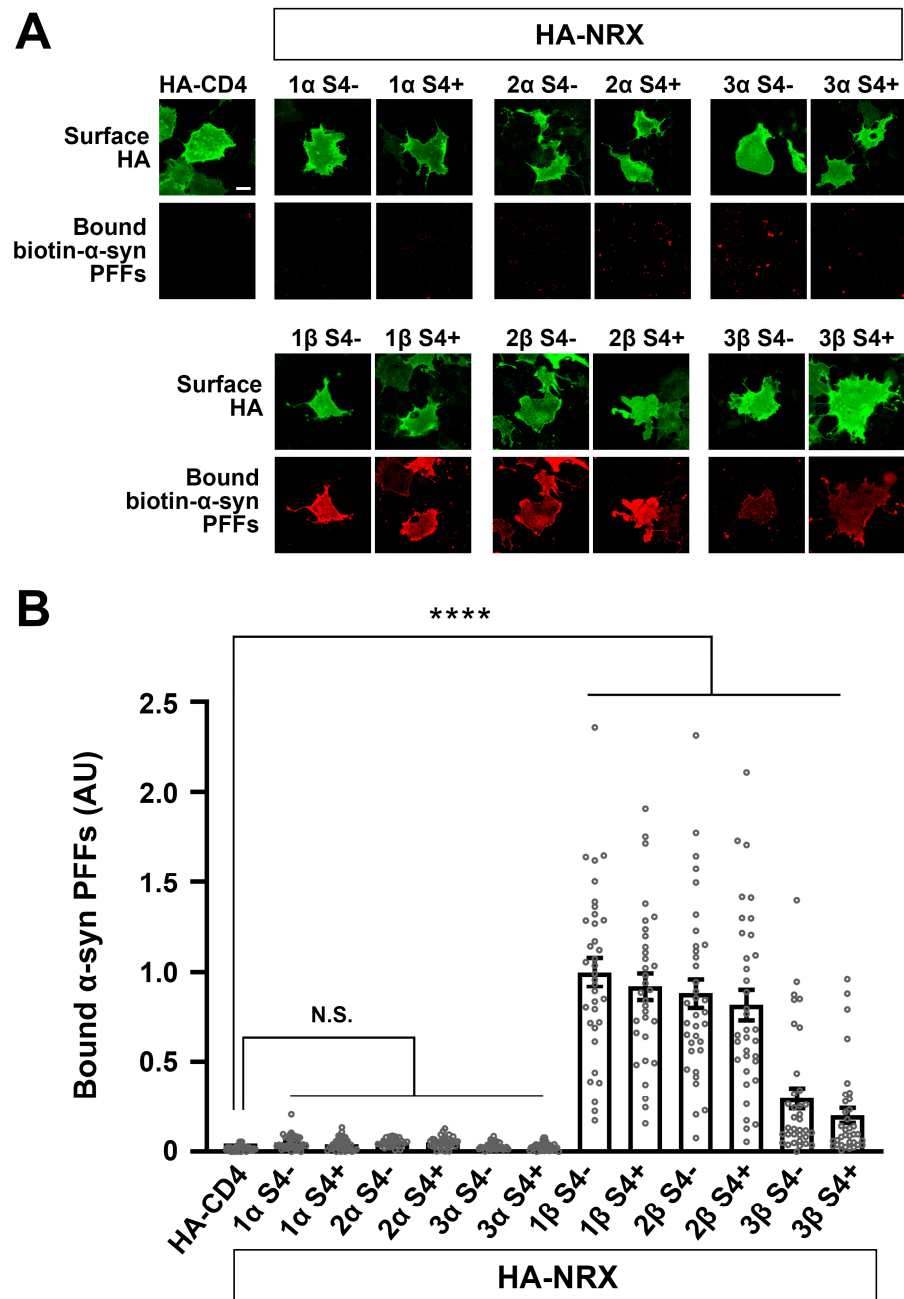 A
HA-NRX
HA-CD4 1α S4- 1α S4+ 2α S4- 2α S4+ 3α S4- 3α S4+
Surface
HA
Bound
biotin-α-syn
PFFs
1β S4- 1β S4+ 2β S4- 2β S4+ 3β S4- 3β S4+
Surface
HA
Bound
biotin-α-syn
PFFs
B
****
Bound α-syn PFFs (AU)
2.5
2.0
1.5
1.0
0.5
0
N.S.
HA-CD4 1α S4- 1α S4+ 2α S4- 2α S4+ 3α S4- 3α S4+ 1β S4- 1β S4+ 2β S4- 2β S4+ 3β S4- 3β S4+
HA-NRX